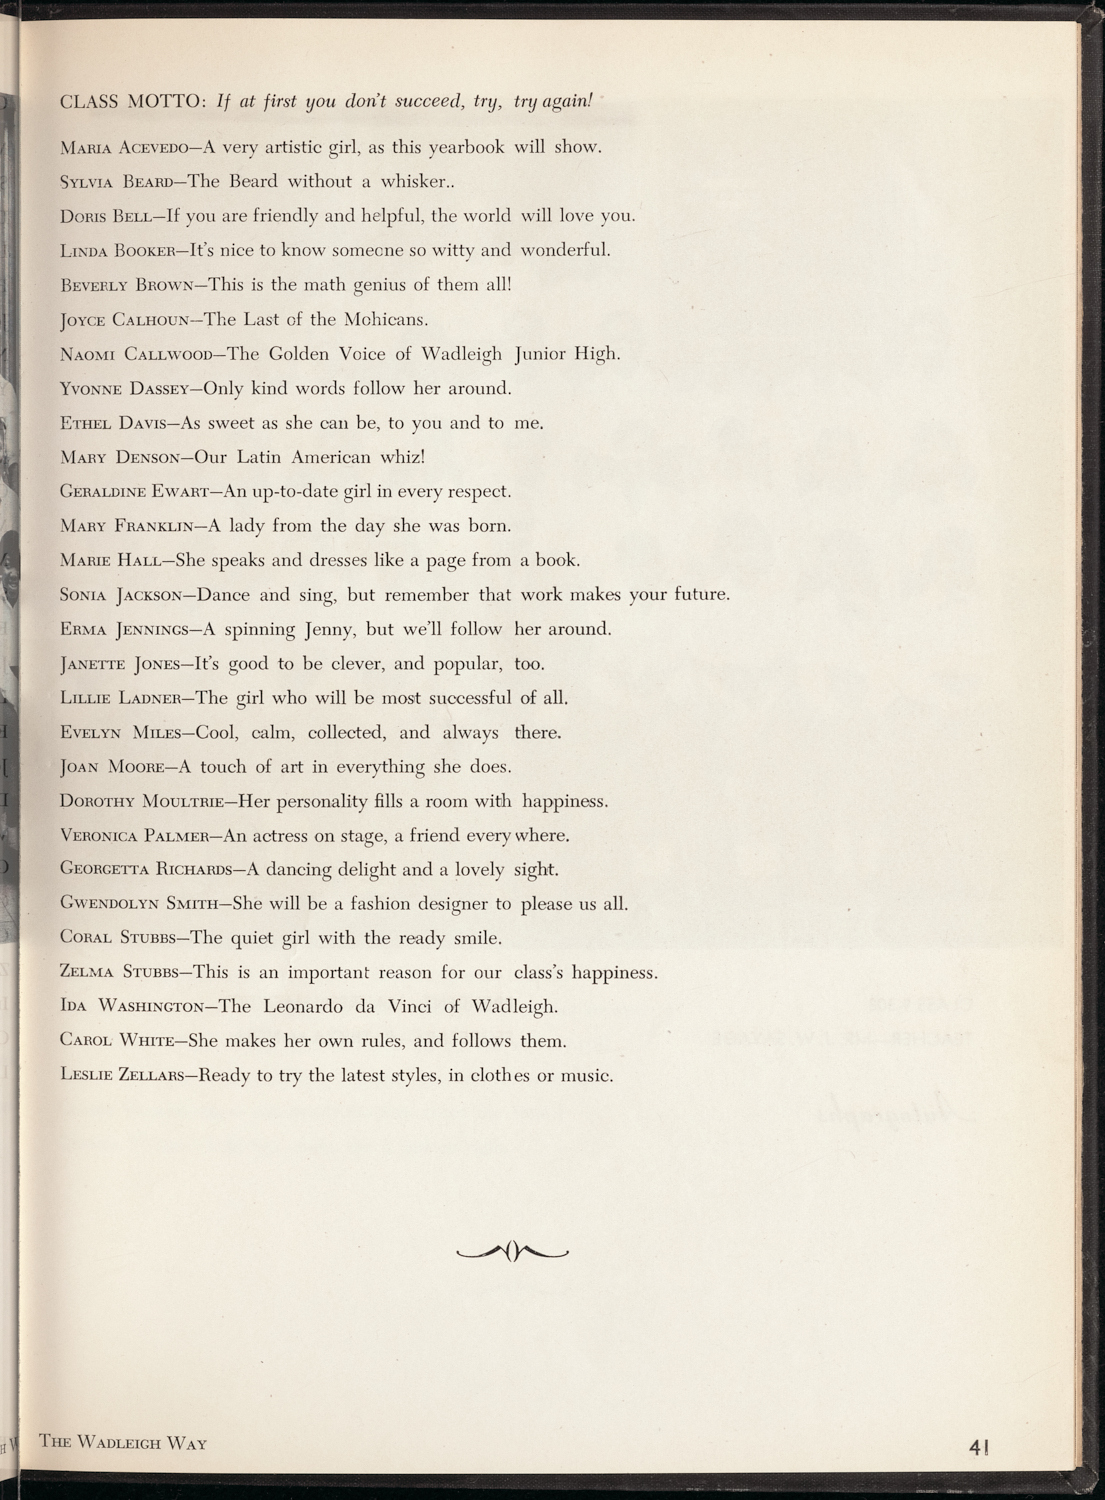 CLASS MOTTO: If at first you don't succeed, try, try again!
MARIA ACEVEDO—A very artistic girl, as this yearbook will show.
SYLVIA BEARD—The Beard without a whisker..
DORIS BELL—If you are friendly and helpful, the world will love you.
LINDA BOOKER—It's nice to know somecne so witty and wonderful.
BEVERLY BROWN—This is the math genius of them all!
JOYCE CALHOUN—The Last of the Mohicans.
NAOMI CALLWOOD—The Golden Voice of Wadleigh Junior High.
YVONNE DASSEY—Only kind words follow her around.
ETHEL DAVIS—As sweet as she can be, to you and to me.
MARY DENSON—Our Latin American whiz!
GERALDINE EWART—An up-to-date girl in every respect.
MARY FRANKLIN—A lady from the day she was born.
MARIE HALL—She speaks and dresses like a page from a book.
SONIA JACKSON—Dance and sing, but remember that work makes your future.
ERMA JENNINGS—A spinning Jenny, but we'll follow her around.
JANETTE JONES—It's good to be clever, and popular, too.
LILLIE LADNER—The girl who will be most successful of all.
EVELYN MILES—Cool, calm, collected, and always there.
JOAN MOORE—A touch of art in everything she does.
DOROTHY MOULTRIE—Her personality fills a room with happiness.
VERONICA PALMER—An actress on stage, a friend every where.
GEORGETTA RICHARDS—A dancing delight and a lovely sight.
GWENDOLYN SMITH—She will be a fashion designer to please us all.
CORAL STUBBS—The quiet girl with the ready smile.
ZELMA STUBBS—This is an important reason for our class's happiness.
IDA WASHINGTON—The Leonardo da Vinci of Wadleigh.
CAROL WHITE—She makes her own rules, and follows them.
LESLIE ZELLARS—Ready to try the latest styles, in clothes or music.
THE WADLEIGH WAY
41